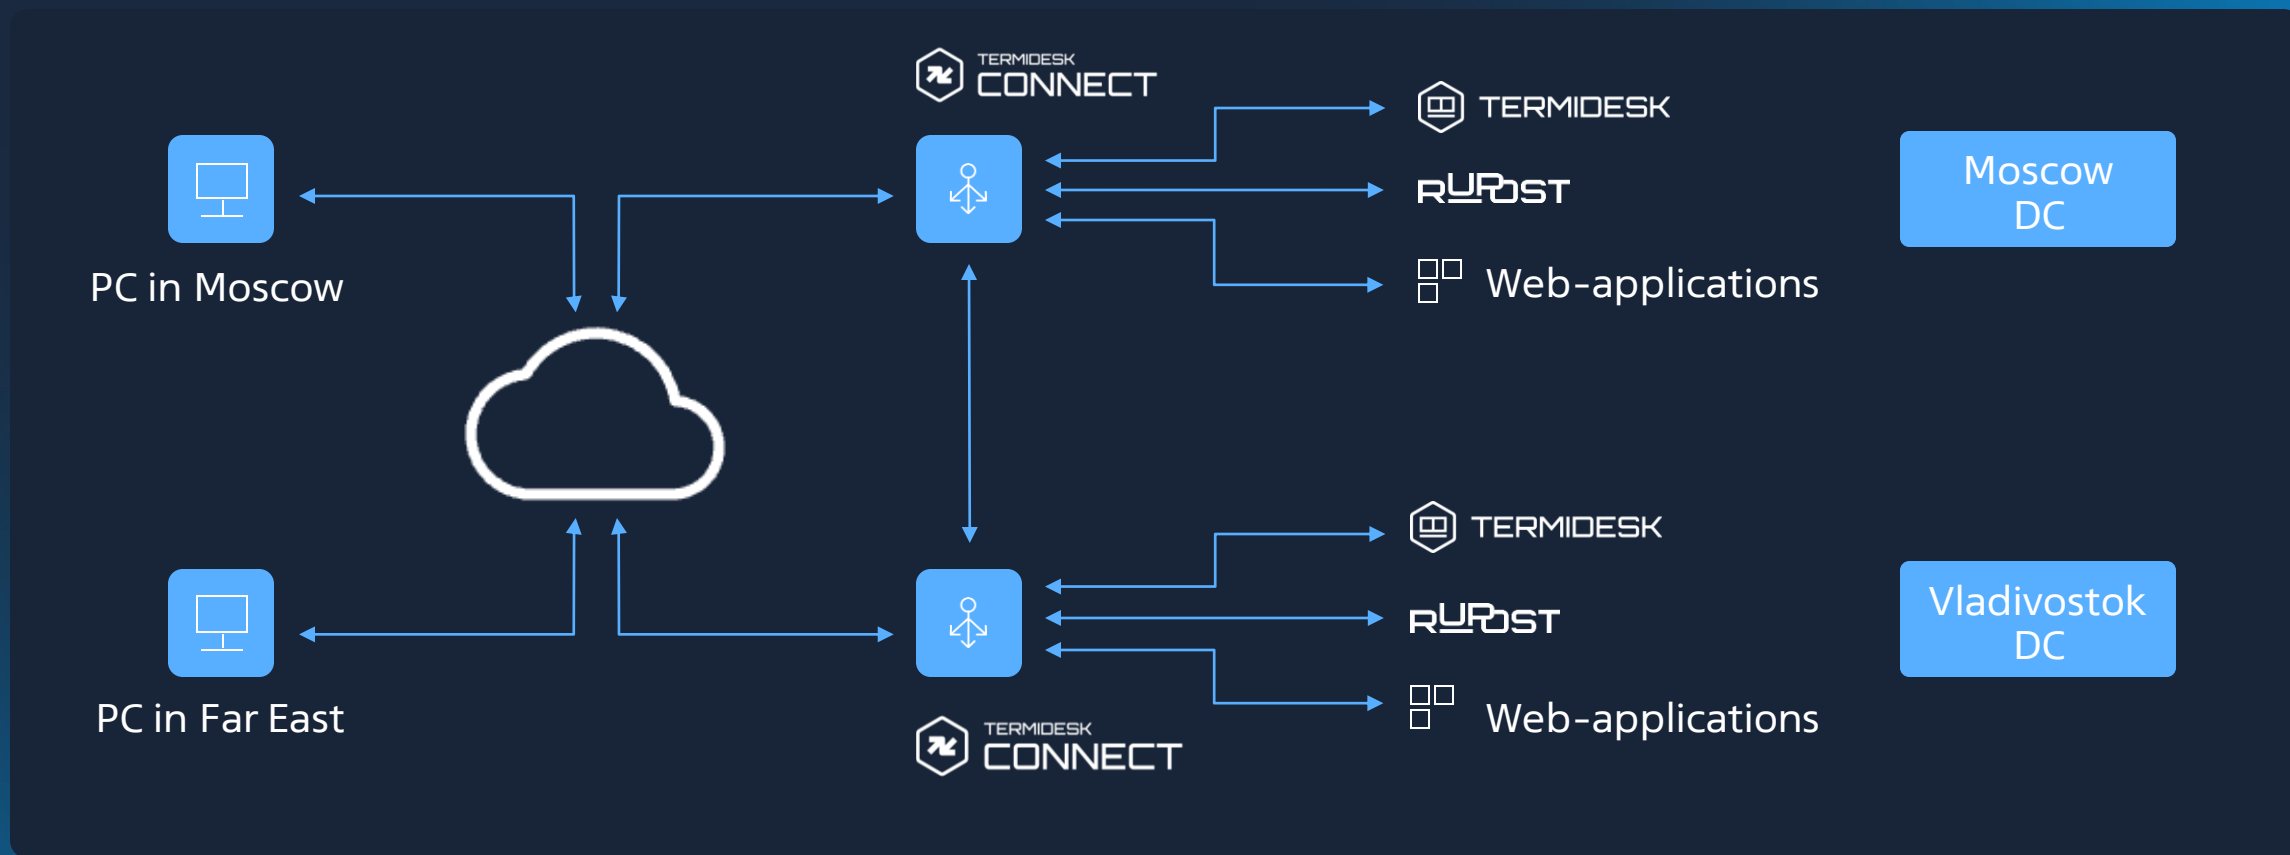 TERMIDESK
CONNECT
TERMIDESK
RUPOST
Web-applications
Moscow
DC
PC in Moscow
TERMIDESK
RUPOST
Web-applications
Vladivostok
DC
PC in Far East
TERMIDESK
CONNECT